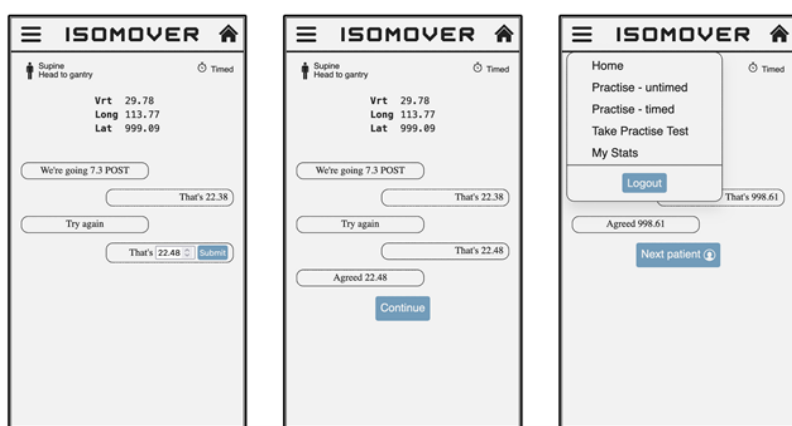 ISOMOVER
Supine
Head to gantry
Timed
Vrt 29.78
Long 113.77
Lat 999.09
We're going 7.3 POST
That's 22.38
Try again
That's 22.48 Submit
ISOMOVER
Supine
Head to gantry
Timed
Vrt 29.78
Long 113.77
Lat 999.09
We're going 7.3 POST
That's 22.38
Try again
That's 22.48
Agreed 22.48
Continue
ISOMOVER
Home
Timed
Practise - untimed
Practise - timed
Take Practise Test
My Stats
Logout
That's 998.61
Agreed 998.61
Next patient